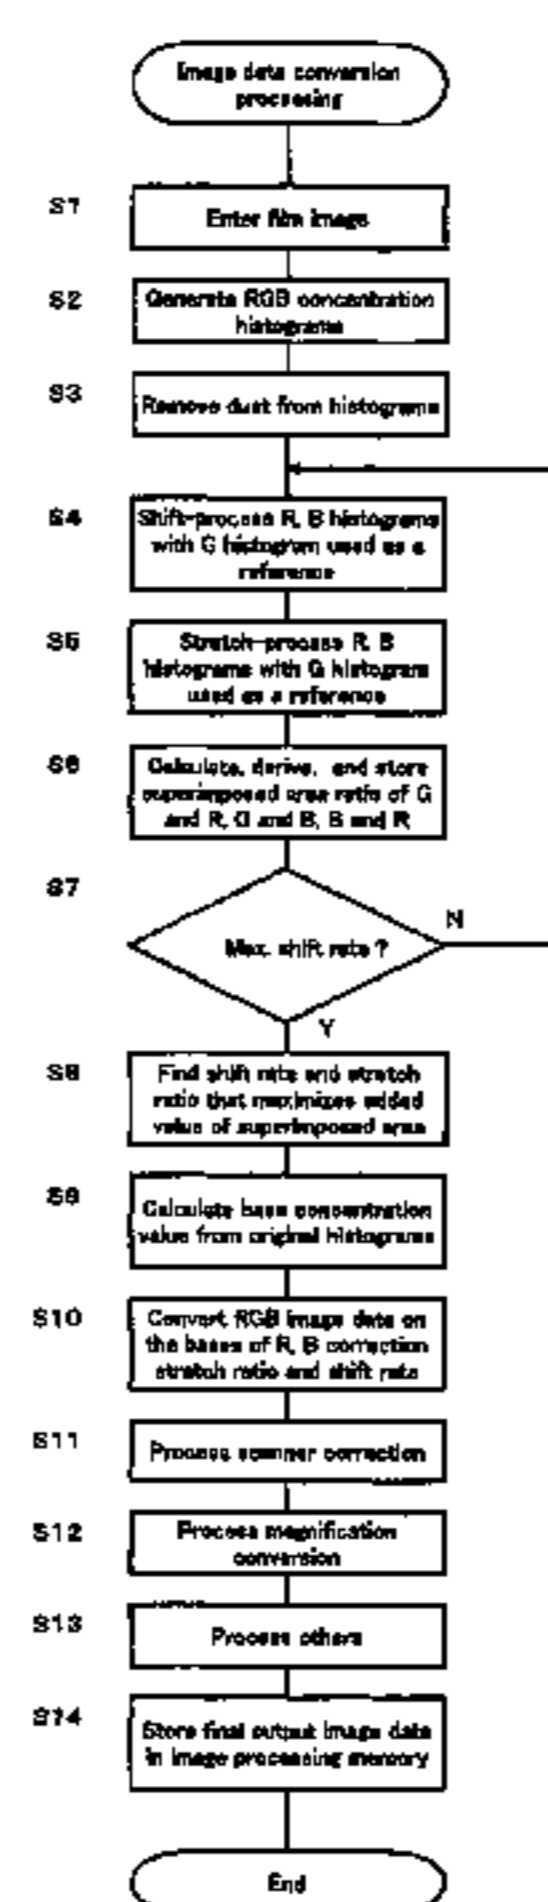 Image data conversion
processing
S1
Enter film image
S2
Generate RGB concentration
histograms
S3
Remove dust from histograms
S4
Shift-process R, B histograms
with G histogram used as a
reference
S5
Stretch-process R, B
histograms with G histogram
used as a reference
S6
Calculate, derive, and store
superimposed area ratio of G
and R, G and B, B and R
S7
Max. shift rate ?
N
Y
S8
Find shift rate and stretch
ratio that maximizes added
value of superimposed area
S9
Calculate base concentration
value from original histograms
S10
Convert RGB image data on
the bases of R, B correction
stretch ratio and shift rate
S11
Process scanner correction
S12
Process magnification
conversion
S13
Process others
S14
Store final output image data
in image processing memory
End